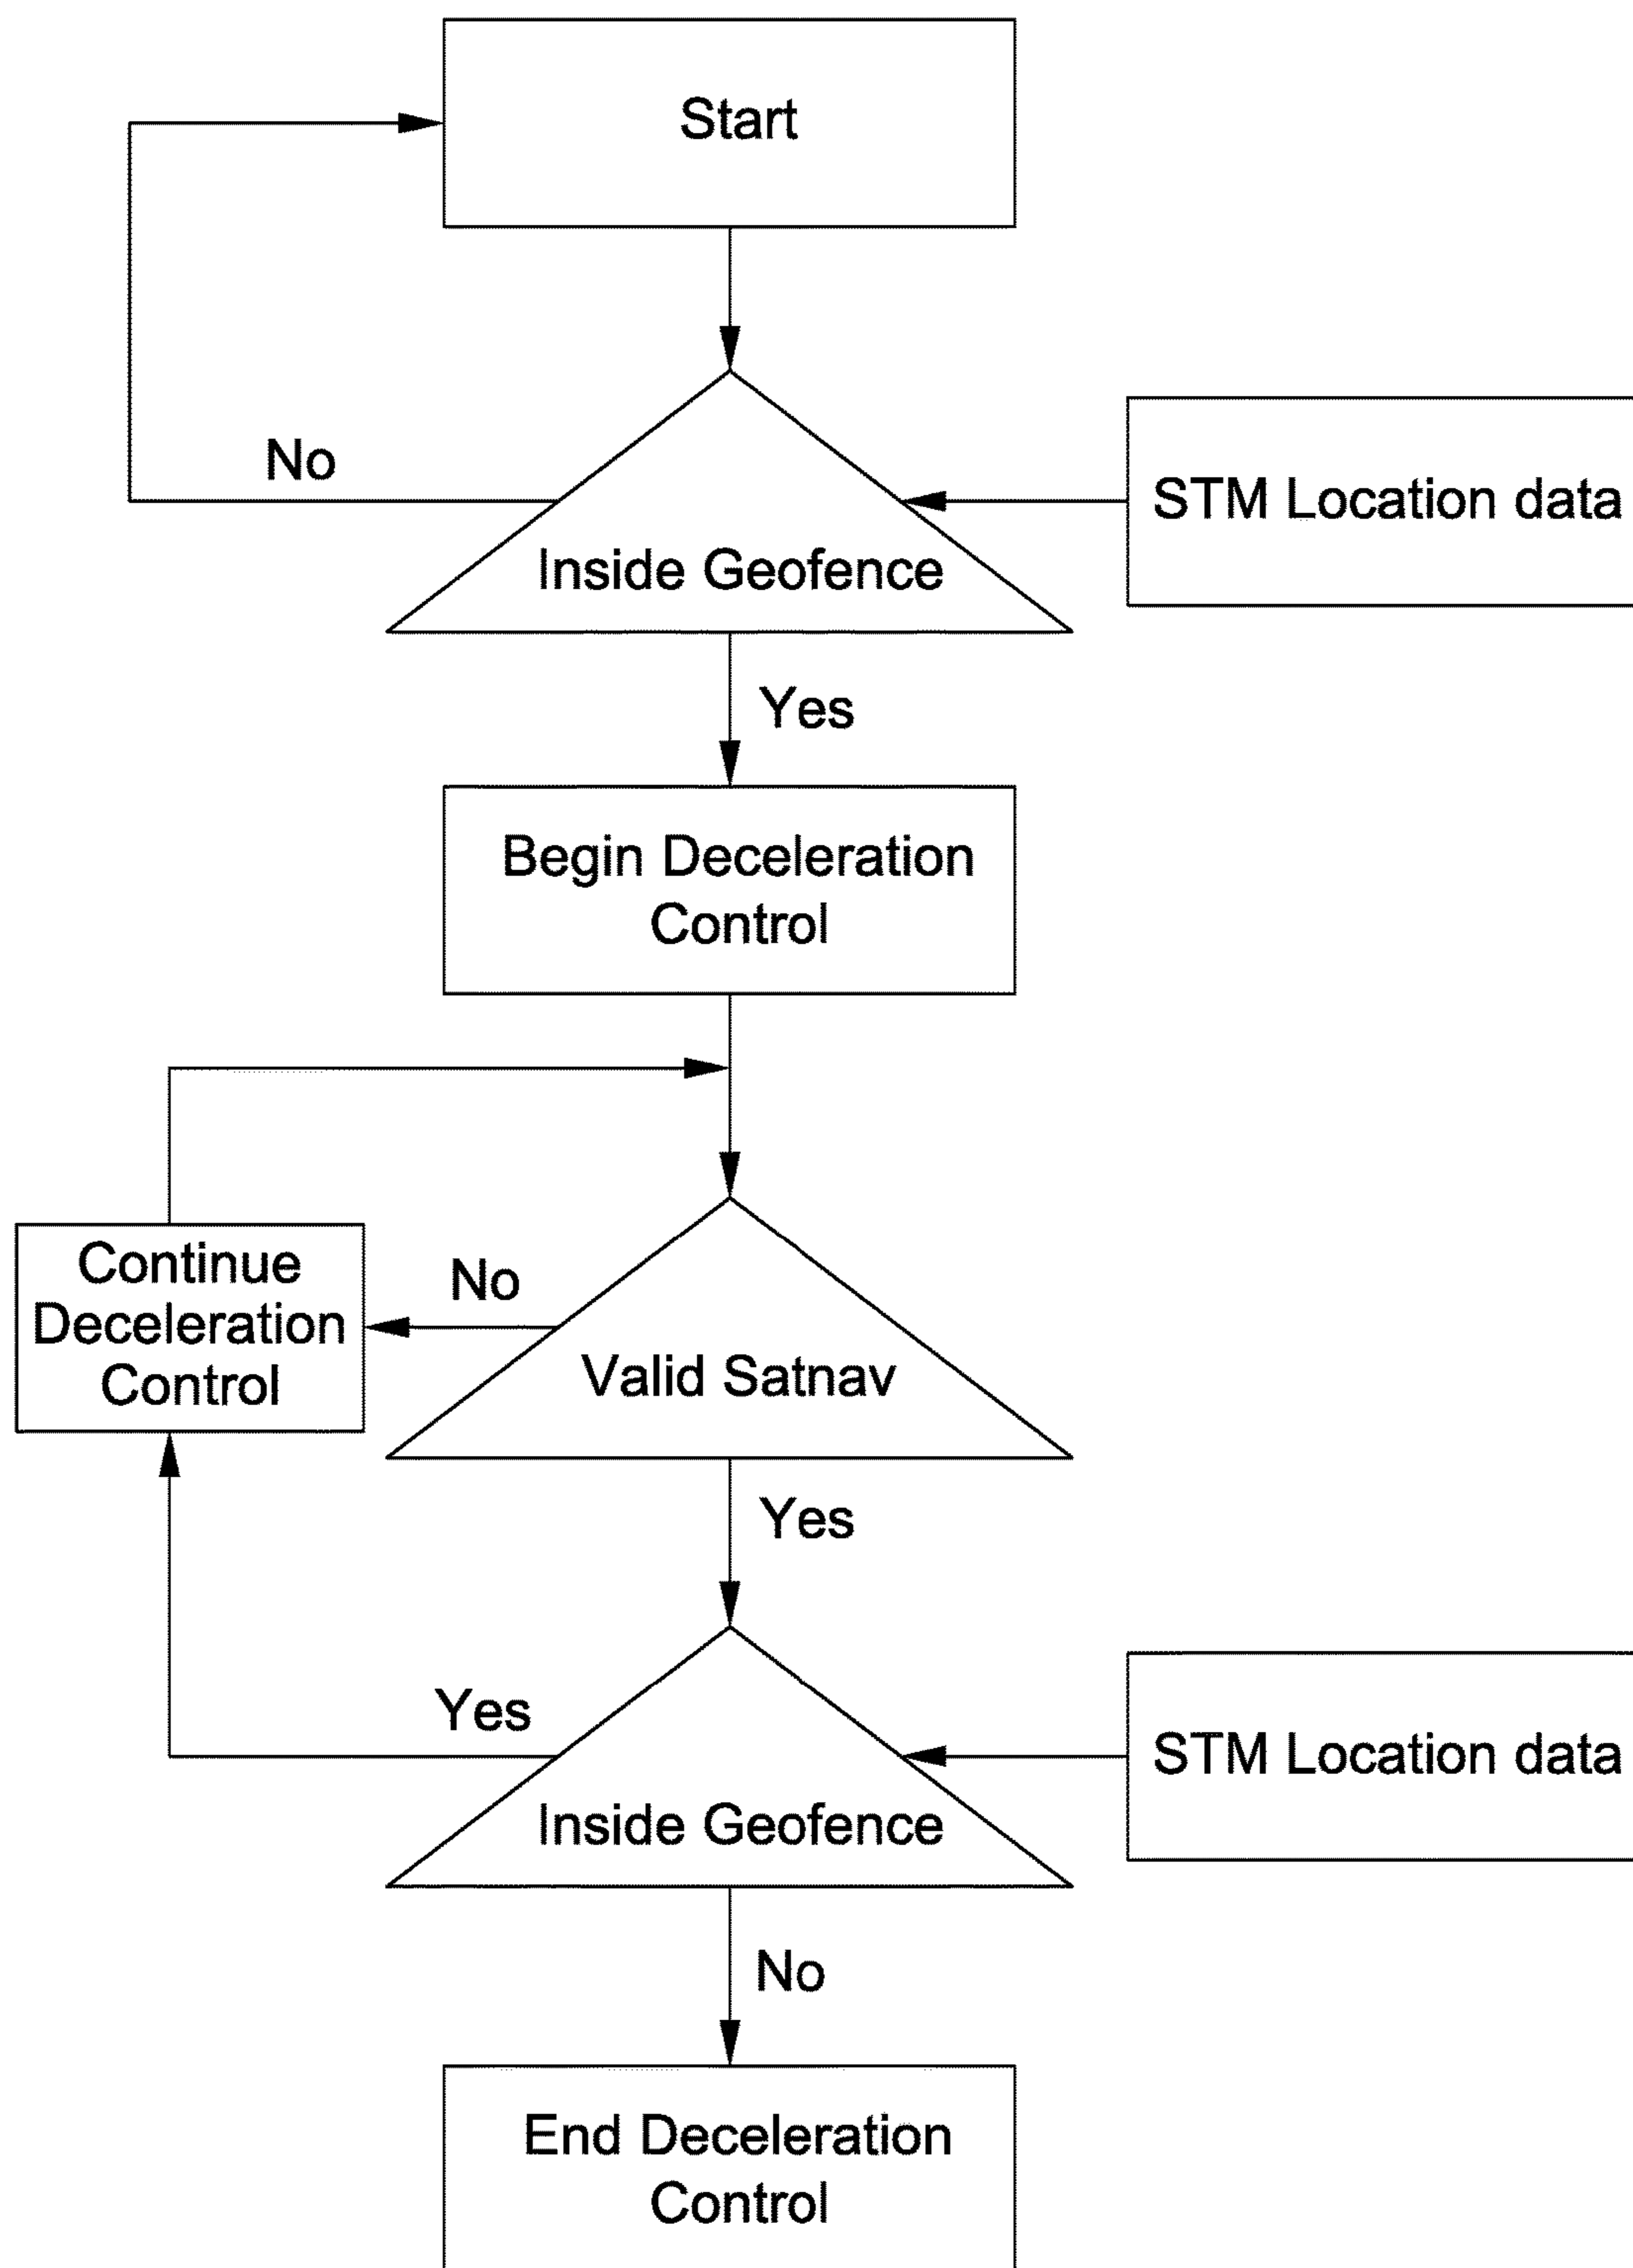 Start
No
STM Location data
Inside Geofence
Yes
Begin Deceleration
Control
Continue
Deceleration
Control
No
Valid Satnav
Yes
Yes
STM Location data
Inside Geofence
No
End Deceleration
Control